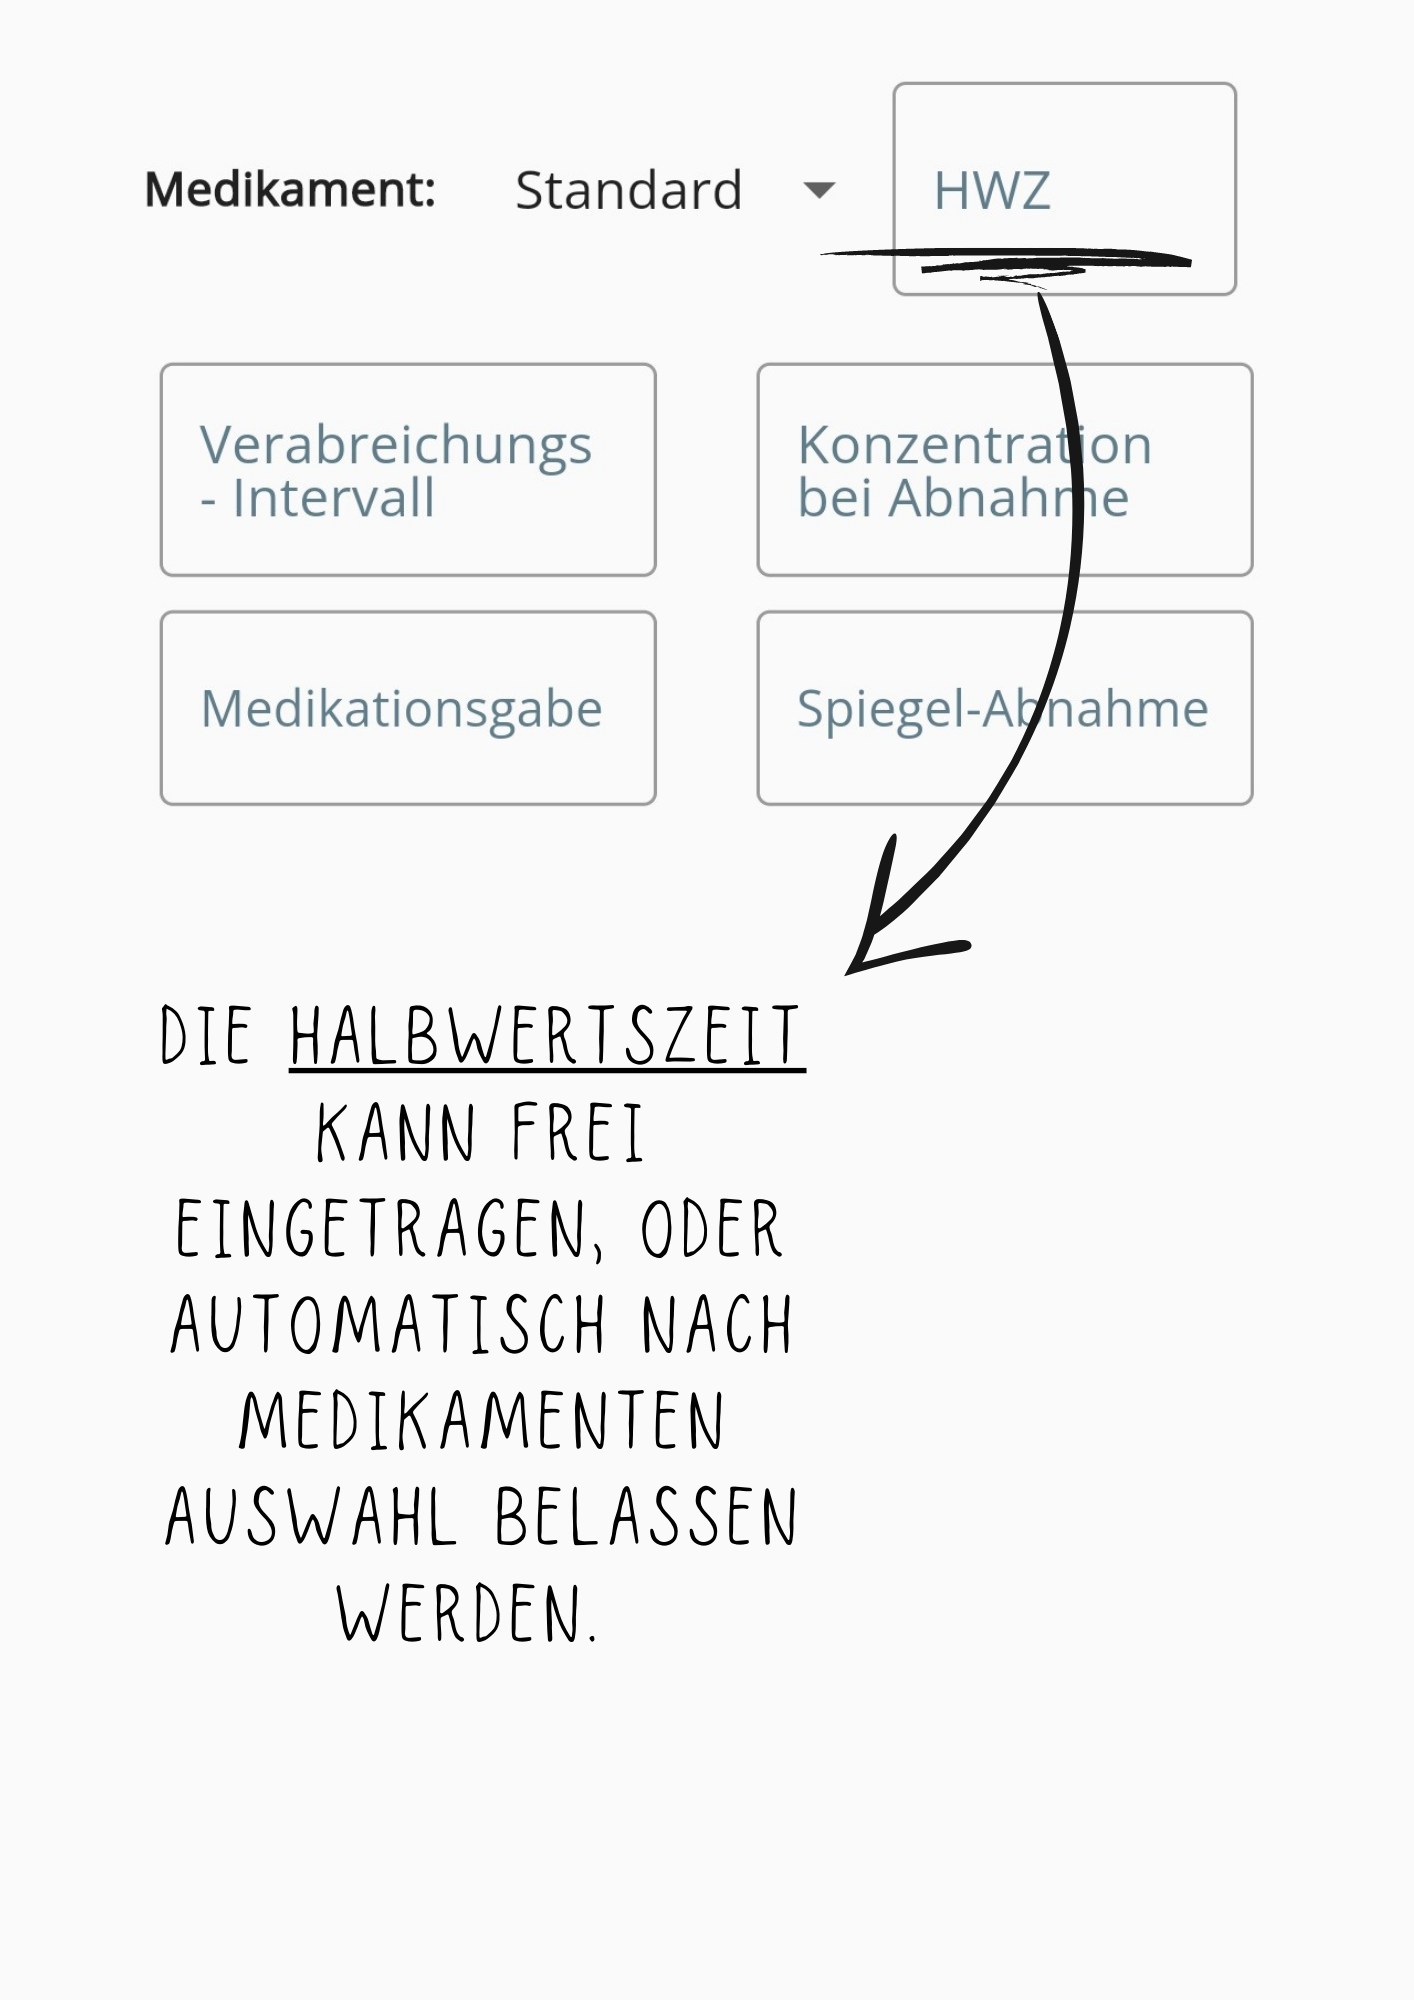 Medikament: Standard HWZ
Verabreichungs
- Intervall
Konzentration
bei Abnahme
Medikationsgabe
Spiegel-Abnahme
DIE HALBWERTSZEIT
KANN FREI
EINGETRAGEN, ODER
AUTOMATISCH NACH
MEDIKAMENTEN
AUSWAHL BELASSEN
WERDEN.